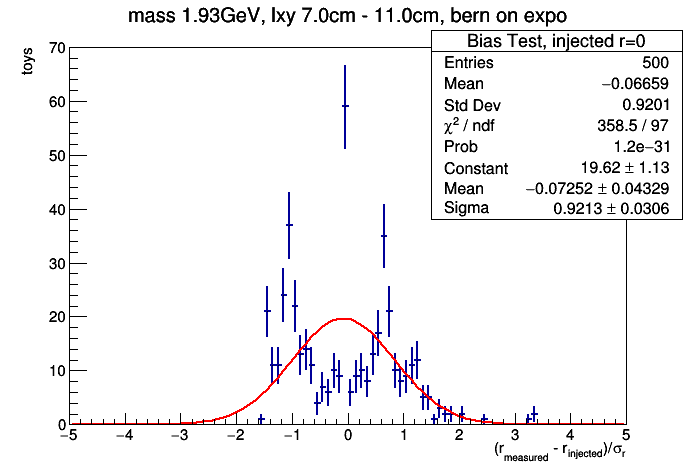 mass 1.93GeV, lxy 7.0cm - 11.0cm, bern on expo
Bias Test, injected r=0
Entries 500
Mean −0.06659
Std Dev 0.9201
χ² / ndf 358.5 / 97
Prob 1.2e−31
Constant 19.62 ± 1.13
Mean −0.07252 ± 0.04329
Sigma 0.9213 ± 0.0306
toys
70
60
50
40
30
20
10
0
−5 −4 −3 −2 −1 0 1 2 3 4 5
(r_measured - r_injected)/σ_r